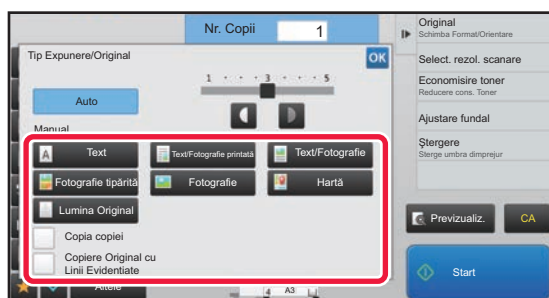 Nr. Copii
1
Tip Expunere/Original
OK
1 · · · 3 · · · 5
Auto
Manual
A
Text
Text/Fotografie printată
Text/Fotografie
Fotografie tipărită
Fotografie
Hartă
Lumina Original
Copia copiei
Copiere Original cu
Linii Evidentiate
Altele
4
A3
Original
Schimba Format/Orientare
Select. rezol. scanare
Economisire toner
Reducere cons. Toner
Ajustare fundal
Ștergere
Sterge umbra dimprejur
Previzualiz.
CA
Start